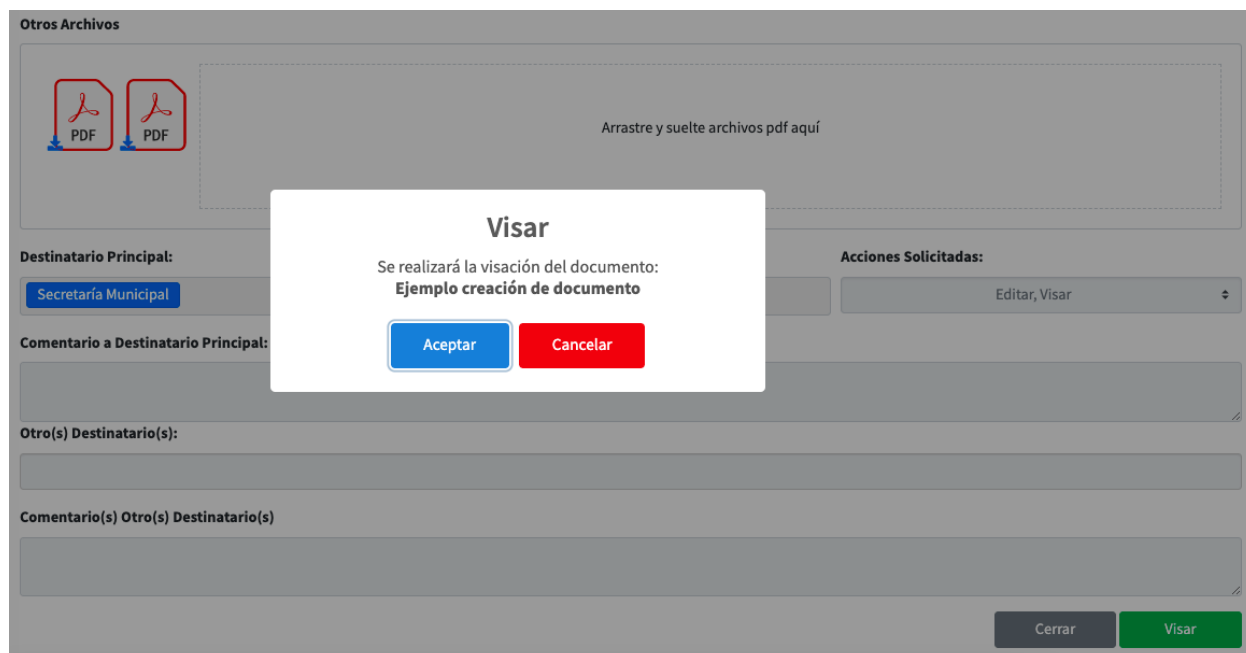 Otros Archivos
PDF
PDF
Arrastre y suelte archivos pdf aquí
Visar
Se realizará la visación del documento:
Ejemplo creación de documento
Aceptar
Cancelar
Destinatario Principal:
Secretaría Municipal
Acciones Solicitadas:
Editar, Visar
Comentario a Destinatario Principal:
Otro(s) Destinatario(s):
Comentario(s) Otro(s) Destinatario(s)
Cerrar
Visar